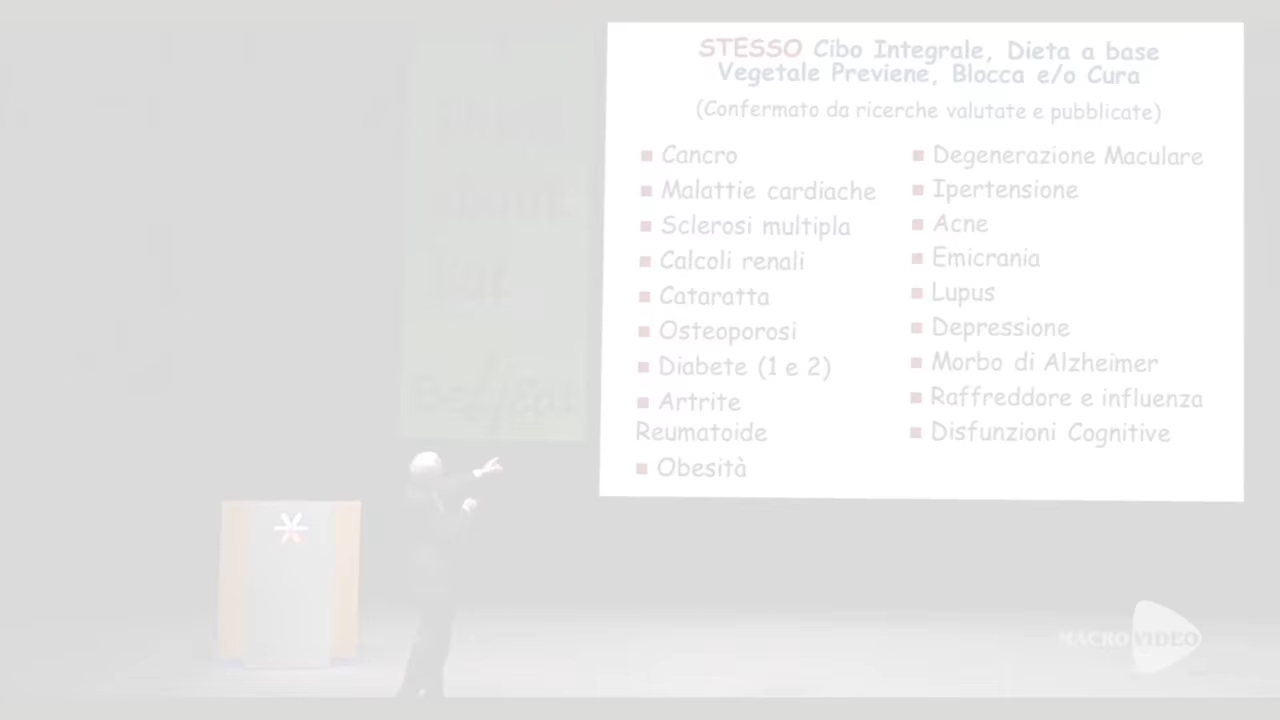 STESSO Cibo Integrale, Dieta a base
Vegetale Previene, Blocca e/o Cura
(Confermato da ricerche valutate e pubblicate)
Cancro
Malattie cardiache
Sclerosi multipla
Calcoli renali
Cataratta
Osteoporosi
Diabete (1 e 2)
Artrite
Reumatoide
Obesità
Degenerazione Maculare
Ipertensione
Acne
Emicrania
Lupus
Depressione
Morbo di Alzheimer
Raffreddore e influenza
Disfunzioni Cognitive
MACRO VIDEO